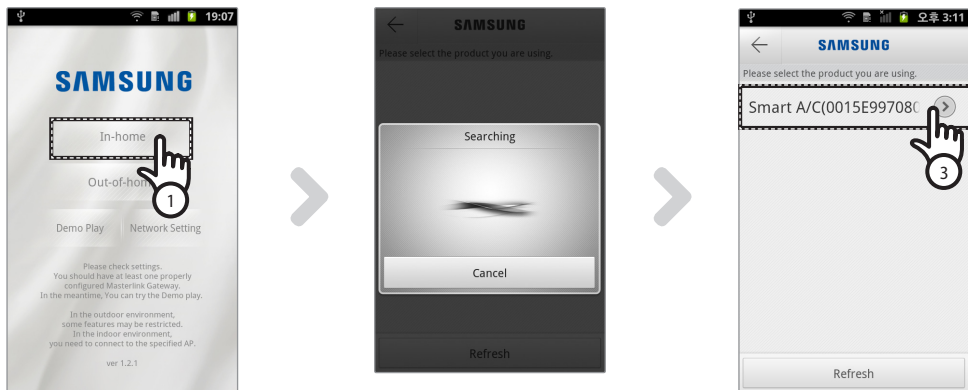 19:07
SAMSUNG
In-home
1
Demo Play
Network Setting
Please check settings.
You should have at least one properly
configured Masterlink Gateway.
In the meantime, You can try the Demo play.
In the outdoor environment,
some features may be restricted.
In the indoor environment,
you need to connect to the specified AP.
ver 1.2.1
SAMSUNG
Please select the product you are using.
Searching
Cancel
Refresh
오후 3:11
SAMSUNG
Please select the product you are using.
Smart A/C(0015E997080
3
Refresh